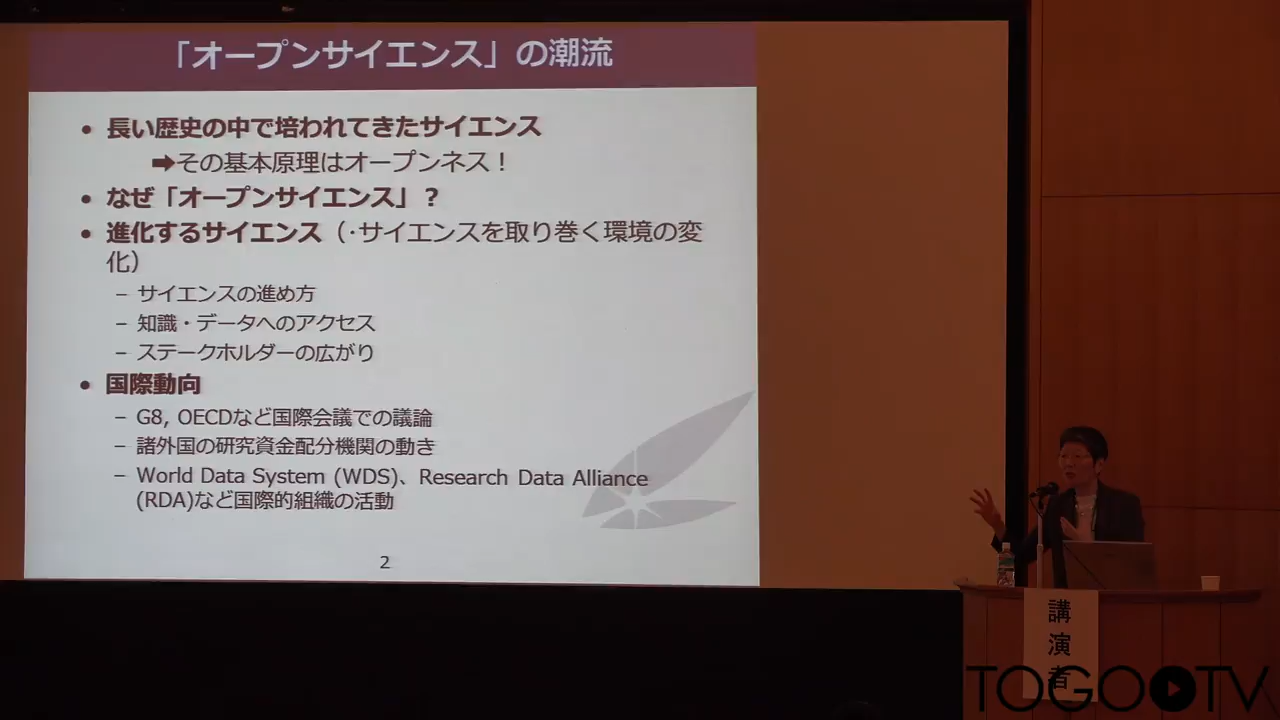 「オープンサイエンス」の潮流
• 長い歴史の中で培われてきたサイエンス
➡その基本原理はオープンネス！
• なぜ「オープンサイエンス」？
• 進化するサイエンス（･サイエンスを取り巻く環境の変
化）
– サイエンスの進め方
– 知識・データへのアクセス
– ステークホルダーの広がり
• 国際動向
– G8, OECDなど国際会議での議論
– 諸外国の研究資金配分機関の動き
– World Data System (WDS)、Research Data Alliance
(RDA)など国際的組織の活動
2
講演者
TOGOTV